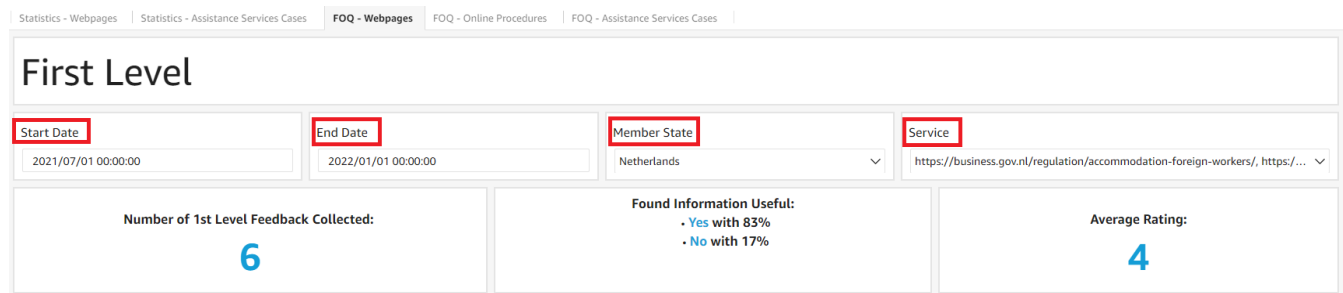 Statistics - Webpages Statistics - Assistance Services Cases FOQ - Webpages FOQ - Online Procedures FOQ - Assistance Services Cases
First Level
Start Date End Date Member State Service
2021/07/01 00:00:00 2022/01/01 00:00:00 Netherlands https://business.gov.nl/regulation/accommodation-foreign-workers/, https:/...
Number of 1st Level Feedback Collected:
6
Found Information Useful:
• Yes with 83%
• No with 17%
Average Rating:
4